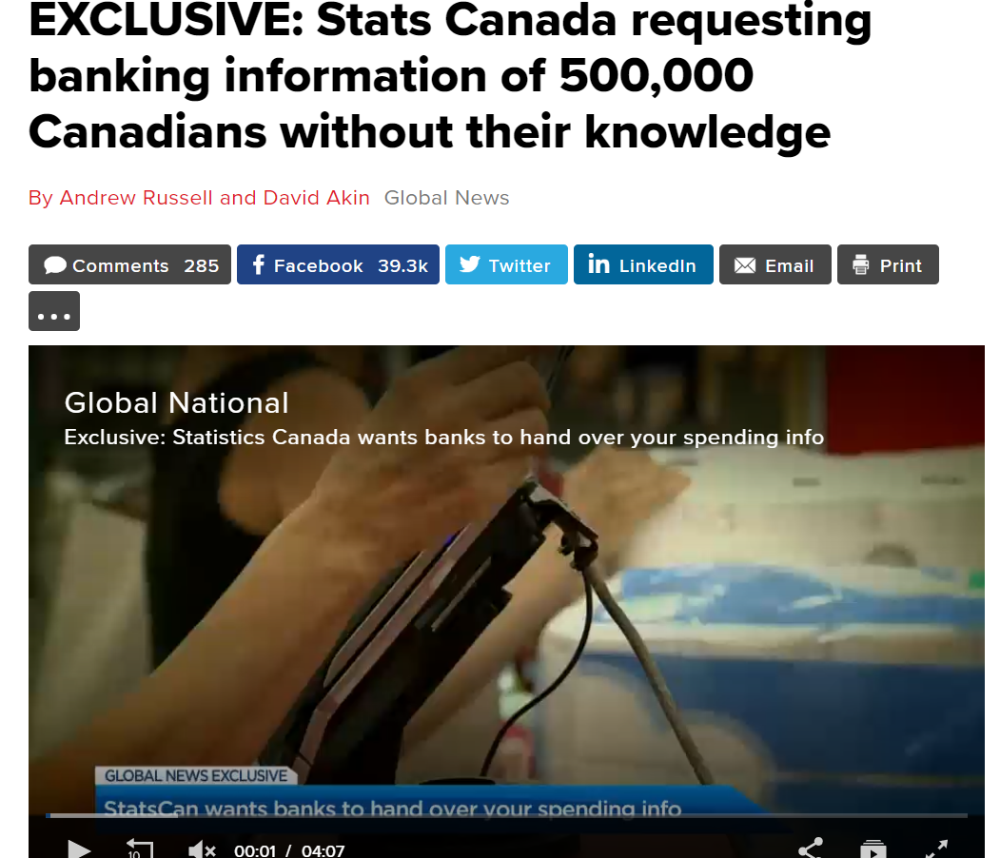 EXCLUSIVE: Stats Canada requesting
banking information of 500,000
Canadians without their knowledge
By Andrew Russell and David Akin Global News
Comments 285 Facebook 39.3k Twitter LinkedIn Email Print
...
Global National
Exclusive: Statistics Canada wants banks to hand over your spending info
GLOBAL NEWS EXCLUSIVE
StatsCan wants banks to hand over your spending info
10 00:01 / 04:07